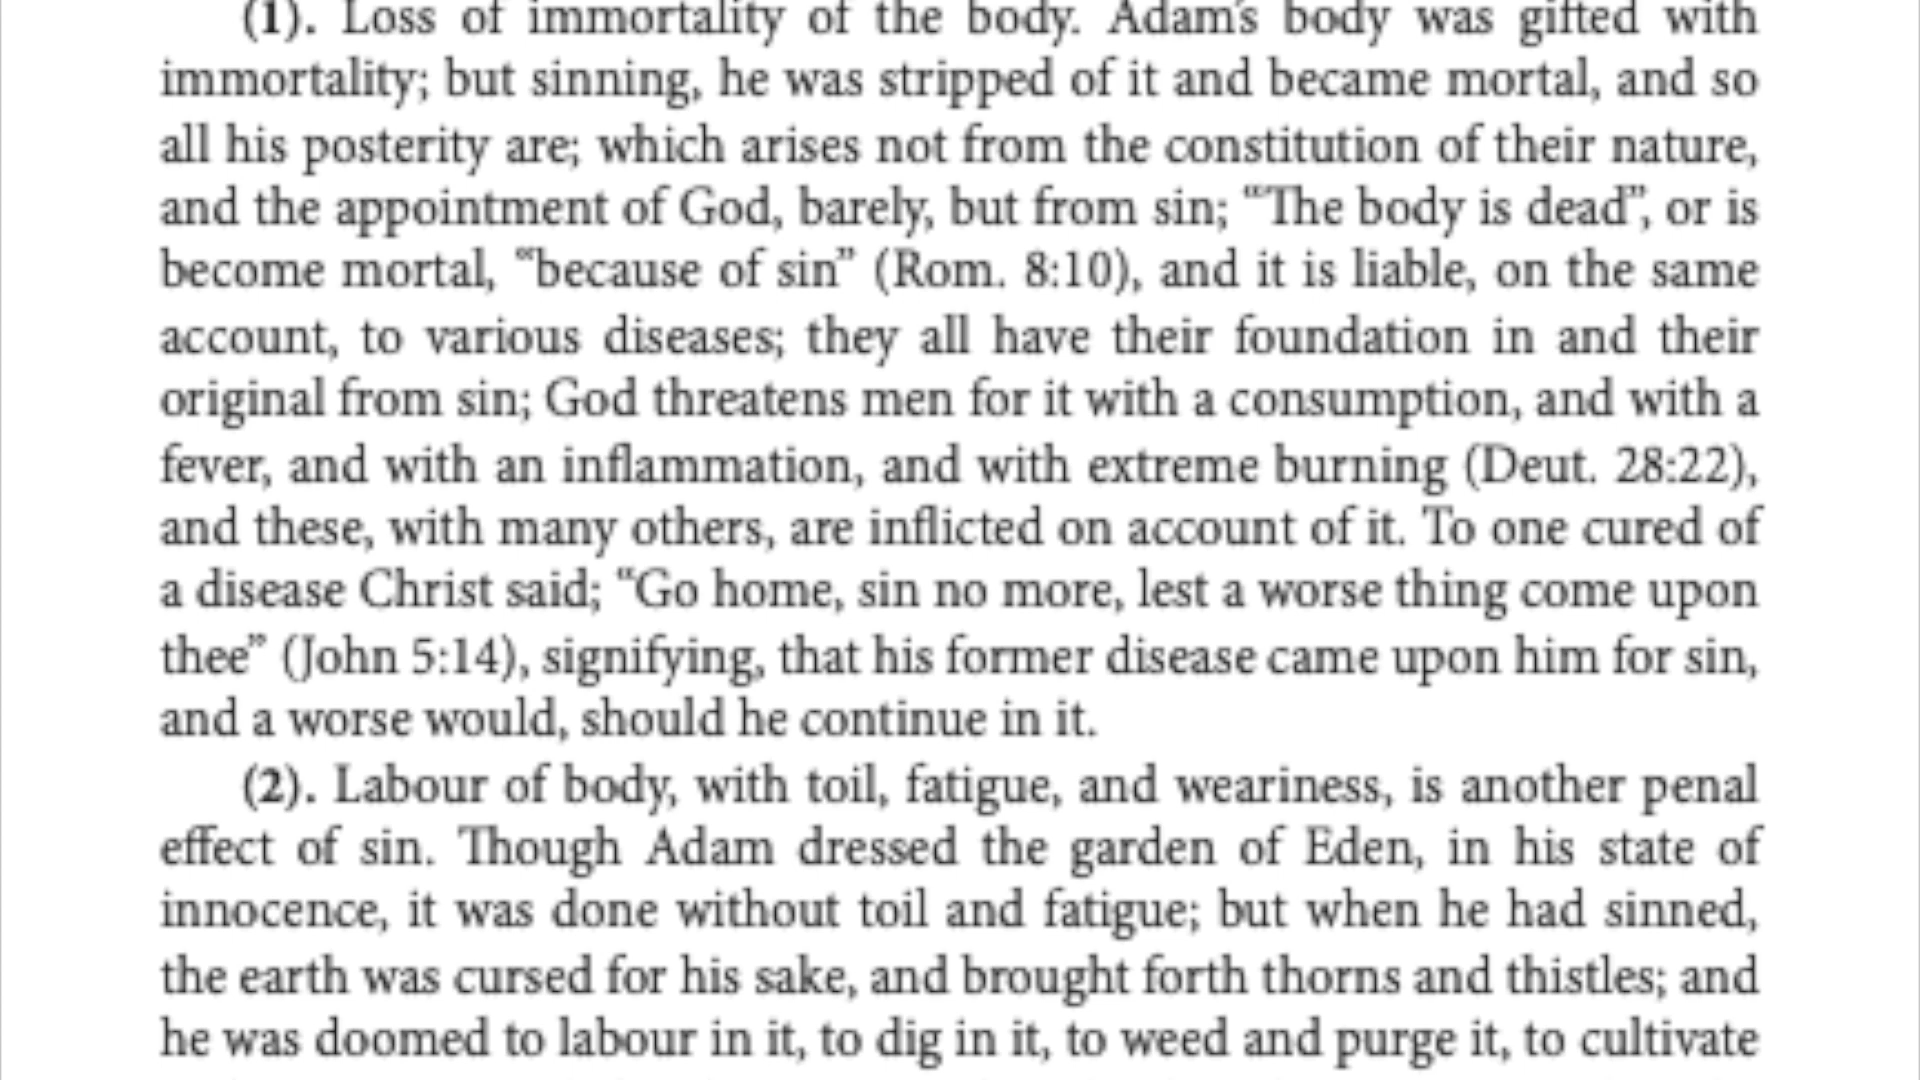 (1). Loss of immortality of the body. Adam's body was gifted with
immortality; but sinning, he was stripped of it and became mortal, and so
all his posterity are; which arises not from the constitution of their nature,
and the appointment of God, barely, but from sin; “The body is dead”, or is
become mortal, “because of sin” (Rom. 8:10), and it is liable, on the same
account, to various diseases; they all have their foundation in and their
original from sin; God threatens men for it with a consumption, and with a
fever, and with an inflammation, and with extreme burning (Deut. 28:22),
and these, with many others, are inflicted on account of it. To one cured of
a disease Christ said; “Go home, sin no more, lest a worse thing come upon
thee” (John 5:14), signifying, that his former disease came upon him for sin,
and a worse would, should he continue in it.
(2). Labour of body, with toil, fatigue, and weariness, is another penal
effect of sin. Though Adam dressed the garden of Eden, in his state of
innocence, it was done without toil and fatigue; but when he had sinned,
the earth was cursed for his sake, and brought forth thorns and thistles; and
he was doomed to labour in it, to dig in it, to weed and purge it, to cultivate